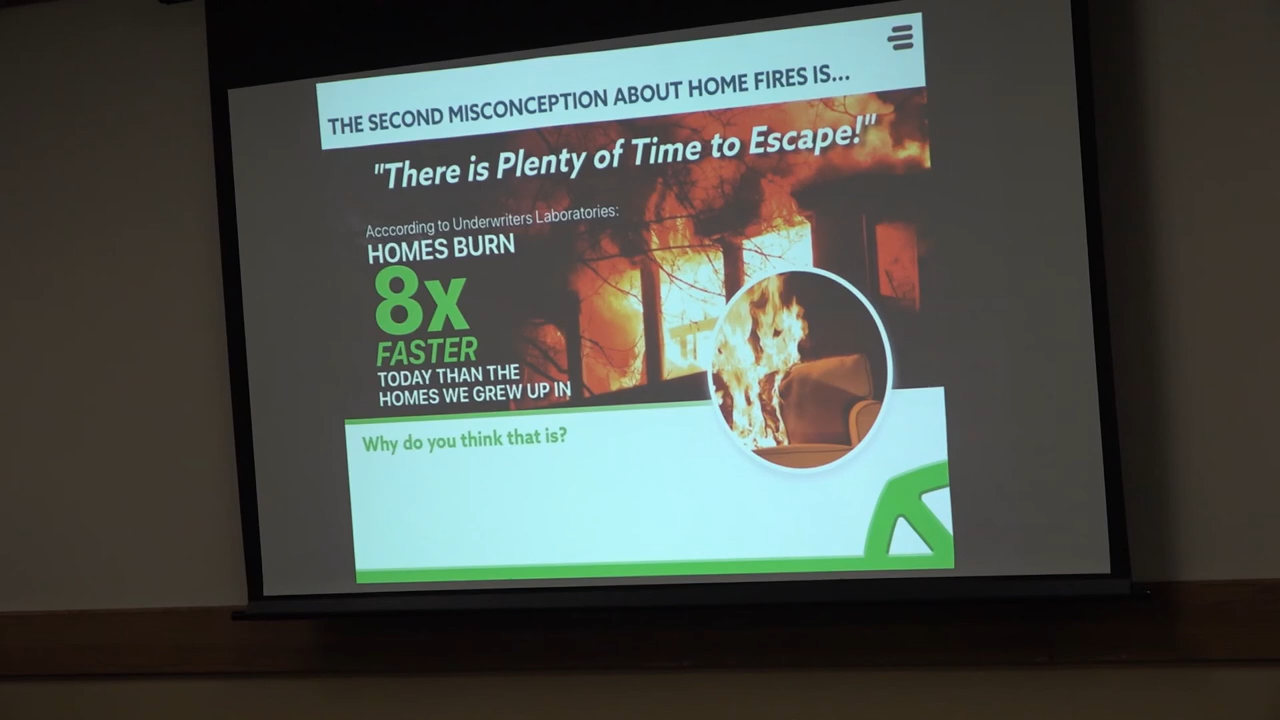 THE SECOND MISCONCEPTION ABOUT HOME FIRES IS...
"There is Plenty of Time to Escape!"
Acccording to Underwriters Laboratories:
HOMES BURN
8x
FASTER
TODAY THAN THE
HOMES WE GREW UP IN
Why do you think that is?